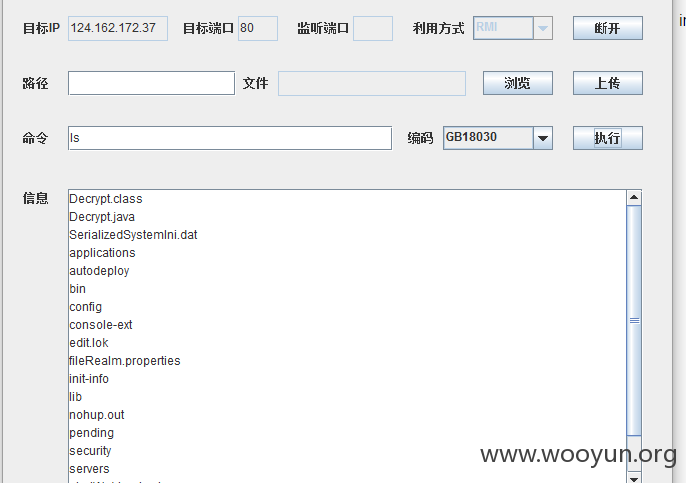 目标IP 124.162.172.37 目标端口 80 监听端口 利用方式 RMI 断开
路径 文件 浏览 上传
命令 ls 编码 GB18030 执行
信息
Decrypt.class
Decrypt.java
SerializedSystemIni.dat
applications
autodeploy
bin
config
console-ext
edit.lok
fileRealm.properties
init-info
lib
nohup.out
pending
security
servers
www.wooyun.org